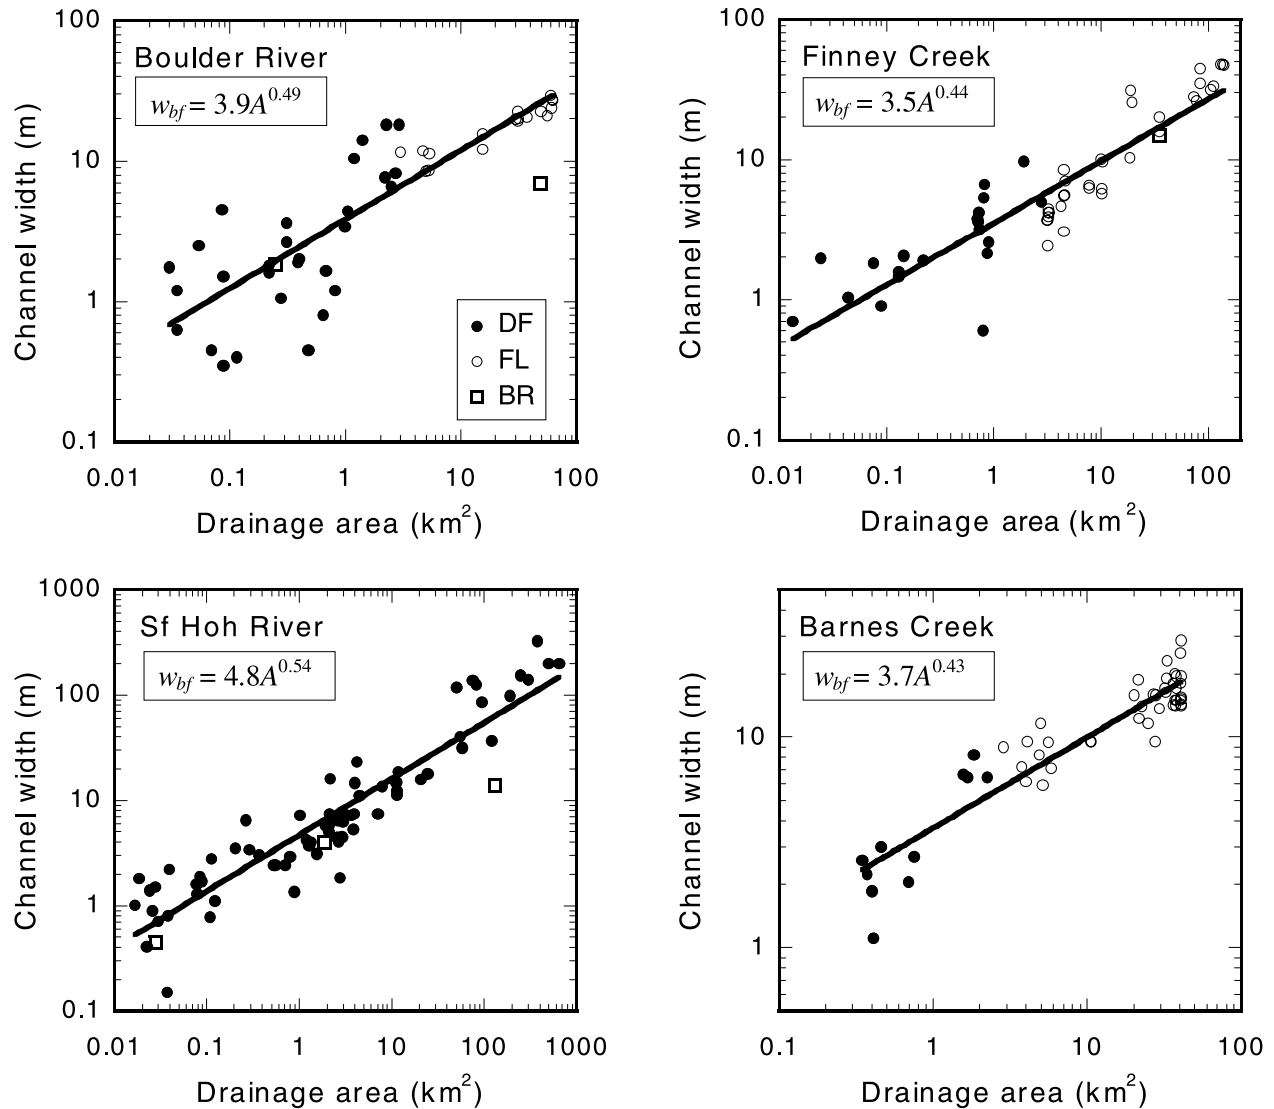 100
Boulder River
w_bf = 3.9A^0.49
10
1
0.1
Channel width (m)
DF
FL
BR
0.01 0.1 1 10 100
Drainage area (km²)
100
Finney Creek
w_bf = 3.5A^0.44
10
1
0.1
Channel width (m)
0.01 0.1 1 10 100
Drainage area (km²)
1000
Sf Hoh River
w_bf = 4.8A^0.54
100
10
1
0.1
Channel width (m)
0.01 0.1 1 10 100 1000
Drainage area (km²)
Barnes Creek
w_bf = 3.7A^0.43
10
1
Channel width (m)
0.1 1 10 100
Drainage area (km²)